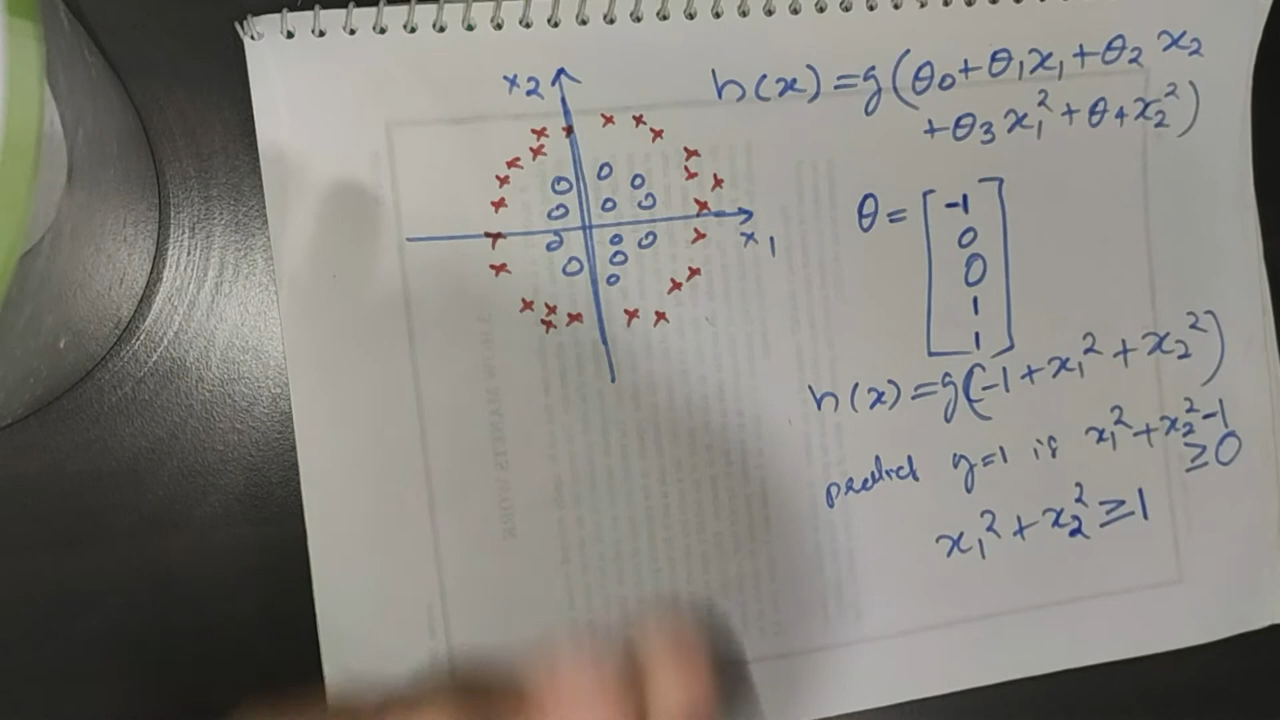 x2
x1
h(x) = g(θ0 + θ1x1 + θ2 x2
+ θ3 x1² + θ4 x2²)
θ = [-1
0
0
1
1]
h(x) = g(-1 + x1² + x2²)
predict y=1 if x1² + x2² -1
≥ 0
x1² + x2² ≥ 1